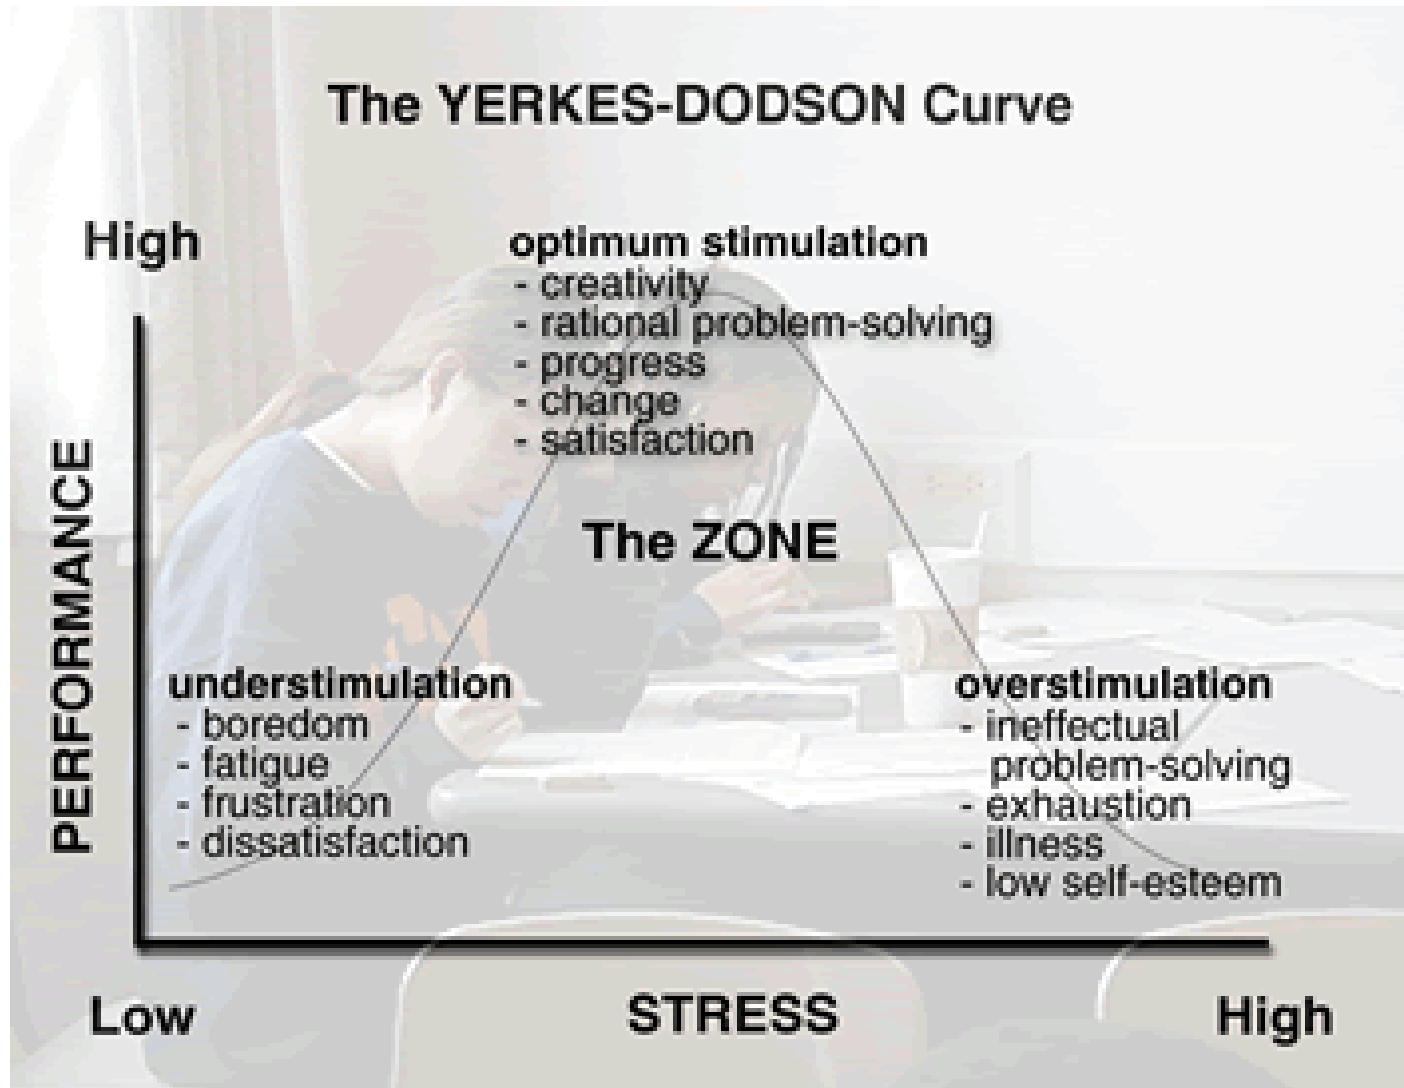 The YERKES-DODSON Curve
High
optimum stimulation
- creativity
- rational problem-solving
- progress
- change
- satisfaction
The ZONE
PERFORMANCE
understimulation
- boredom
- fatigue
- frustration
- dissatisfaction
overstimulation
- ineffectual
problem-solving
- exhaustion
- illness
- low self-esteem
Low
STRESS
High